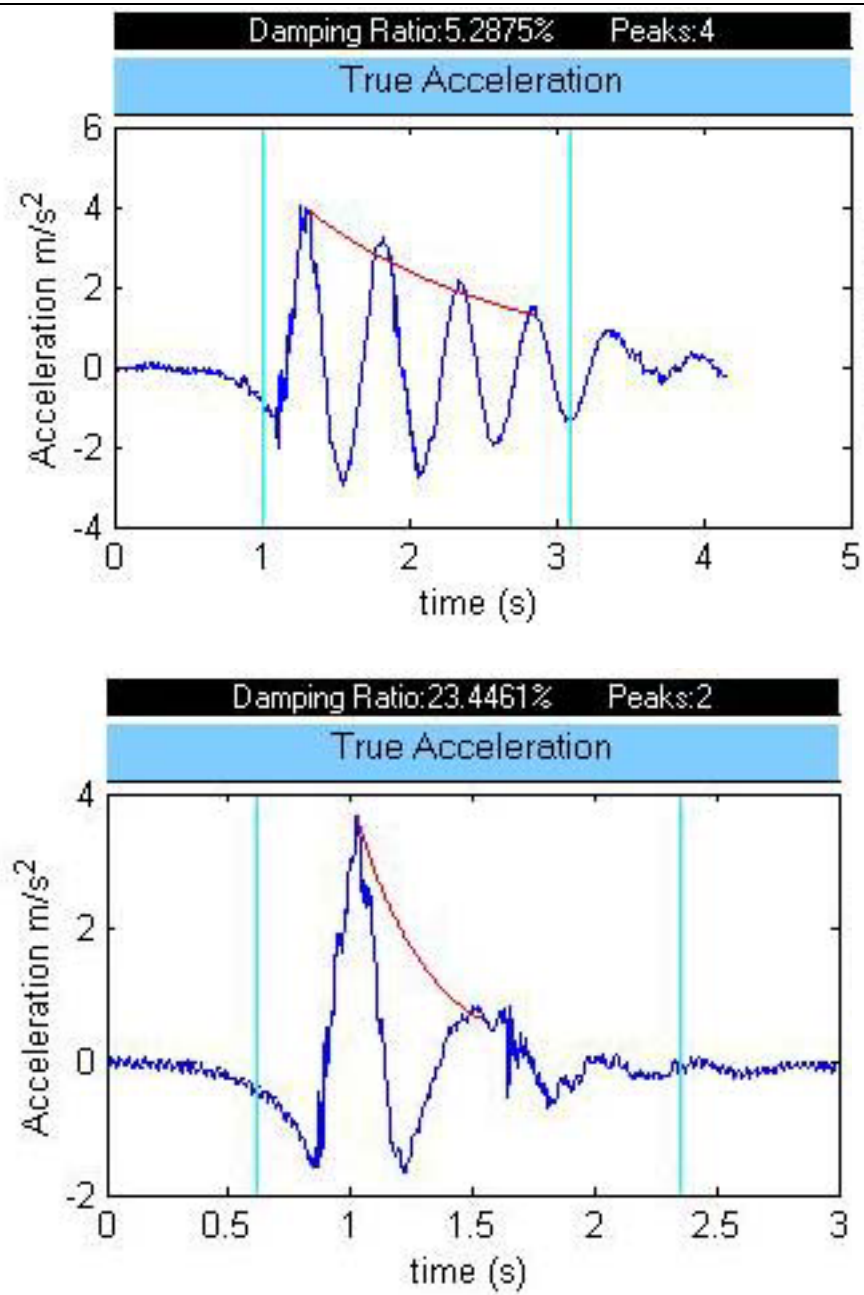 Damping Ratio:5.2875% Peaks:4
True Acceleration
6
4
2
0
-2
-4
Acceleration m/s²
0 1 2 3 4 5
time (s)
Damping Ratio:23.4461% Peaks:2
True Acceleration
4
2
0
-2
Acceleration m/s²
0 0.5 1 1.5 2 2.5 3
time (s)